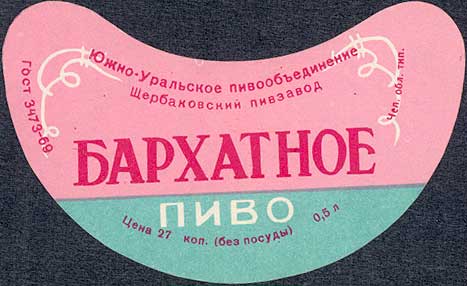 Южно-Уральское пивообъединение
Щербаковский пивзавод
Гост 3473-69
Чел. обл. тип.
БАРХАТНОЕ
ПИВО
Цена 27 коп. (без посуды) 0,5 л